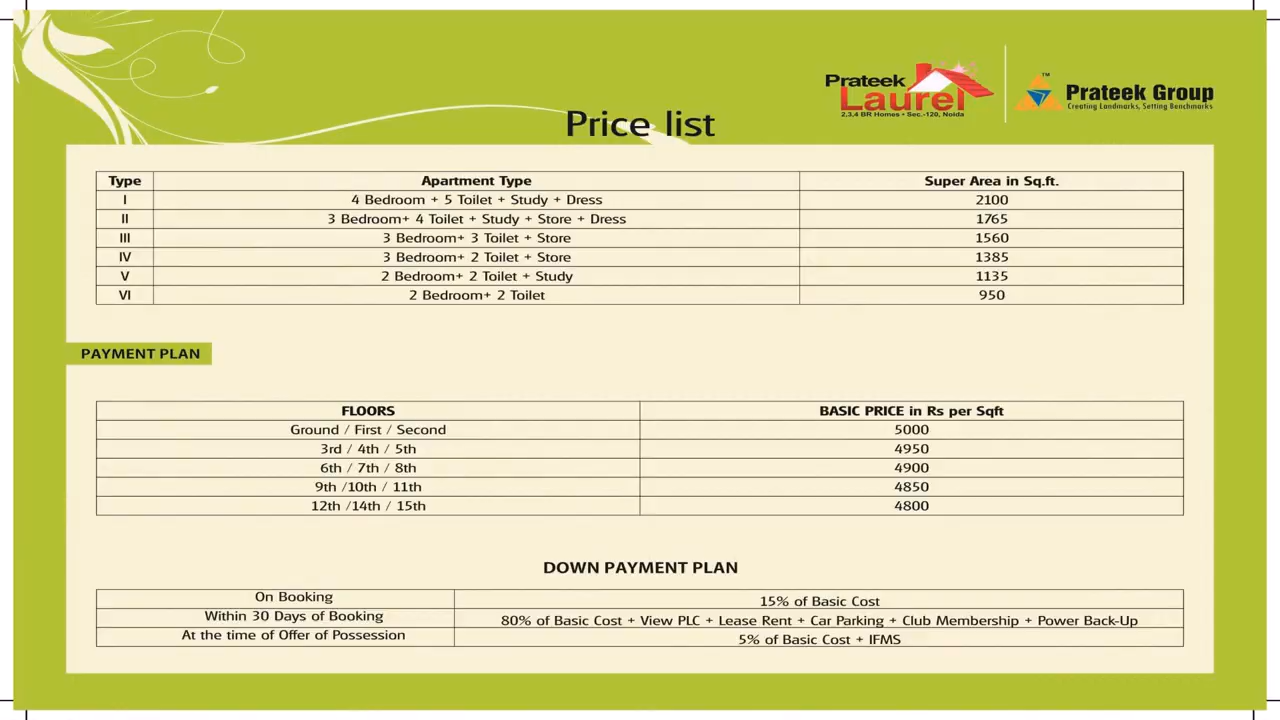 Prateek
Laurel
2,3,4 BR Homes • Sec.-120, Noida
TM
Prateek Group
Creating Landmarks, Setting Benchmarks
Price list
Type Apartment Type Super Area in Sq.ft.
I 4 Bedroom + 5 Toilet + Study + Dress 2100
II 3 Bedroom+ 4 Toilet + Study + Store + Dress 1765
III 3 Bedroom+ 3 Toilet + Store 1560
IV 3 Bedroom+ 2 Toilet + Store 1385
V 2 Bedroom+ 2 Toilet + Study 1135
VI 2 Bedroom+ 2 Toilet 950
PAYMENT PLAN
FLOORS BASIC PRICE in Rs per Sqft
Ground / First / Second 5000
3rd / 4th / 5th 4950
6th / 7th / 8th 4900
9th /10th / 11th 4850
12th /14th / 15th 4800
DOWN PAYMENT PLAN
On Booking 15% of Basic Cost
Within 30 Days of Booking 80% of Basic Cost + View PLC + Lease Rent + Car Parking + Club Membership + Power Back-Up
At the time of Offer of Possession 5% of Basic Cost + IFMS